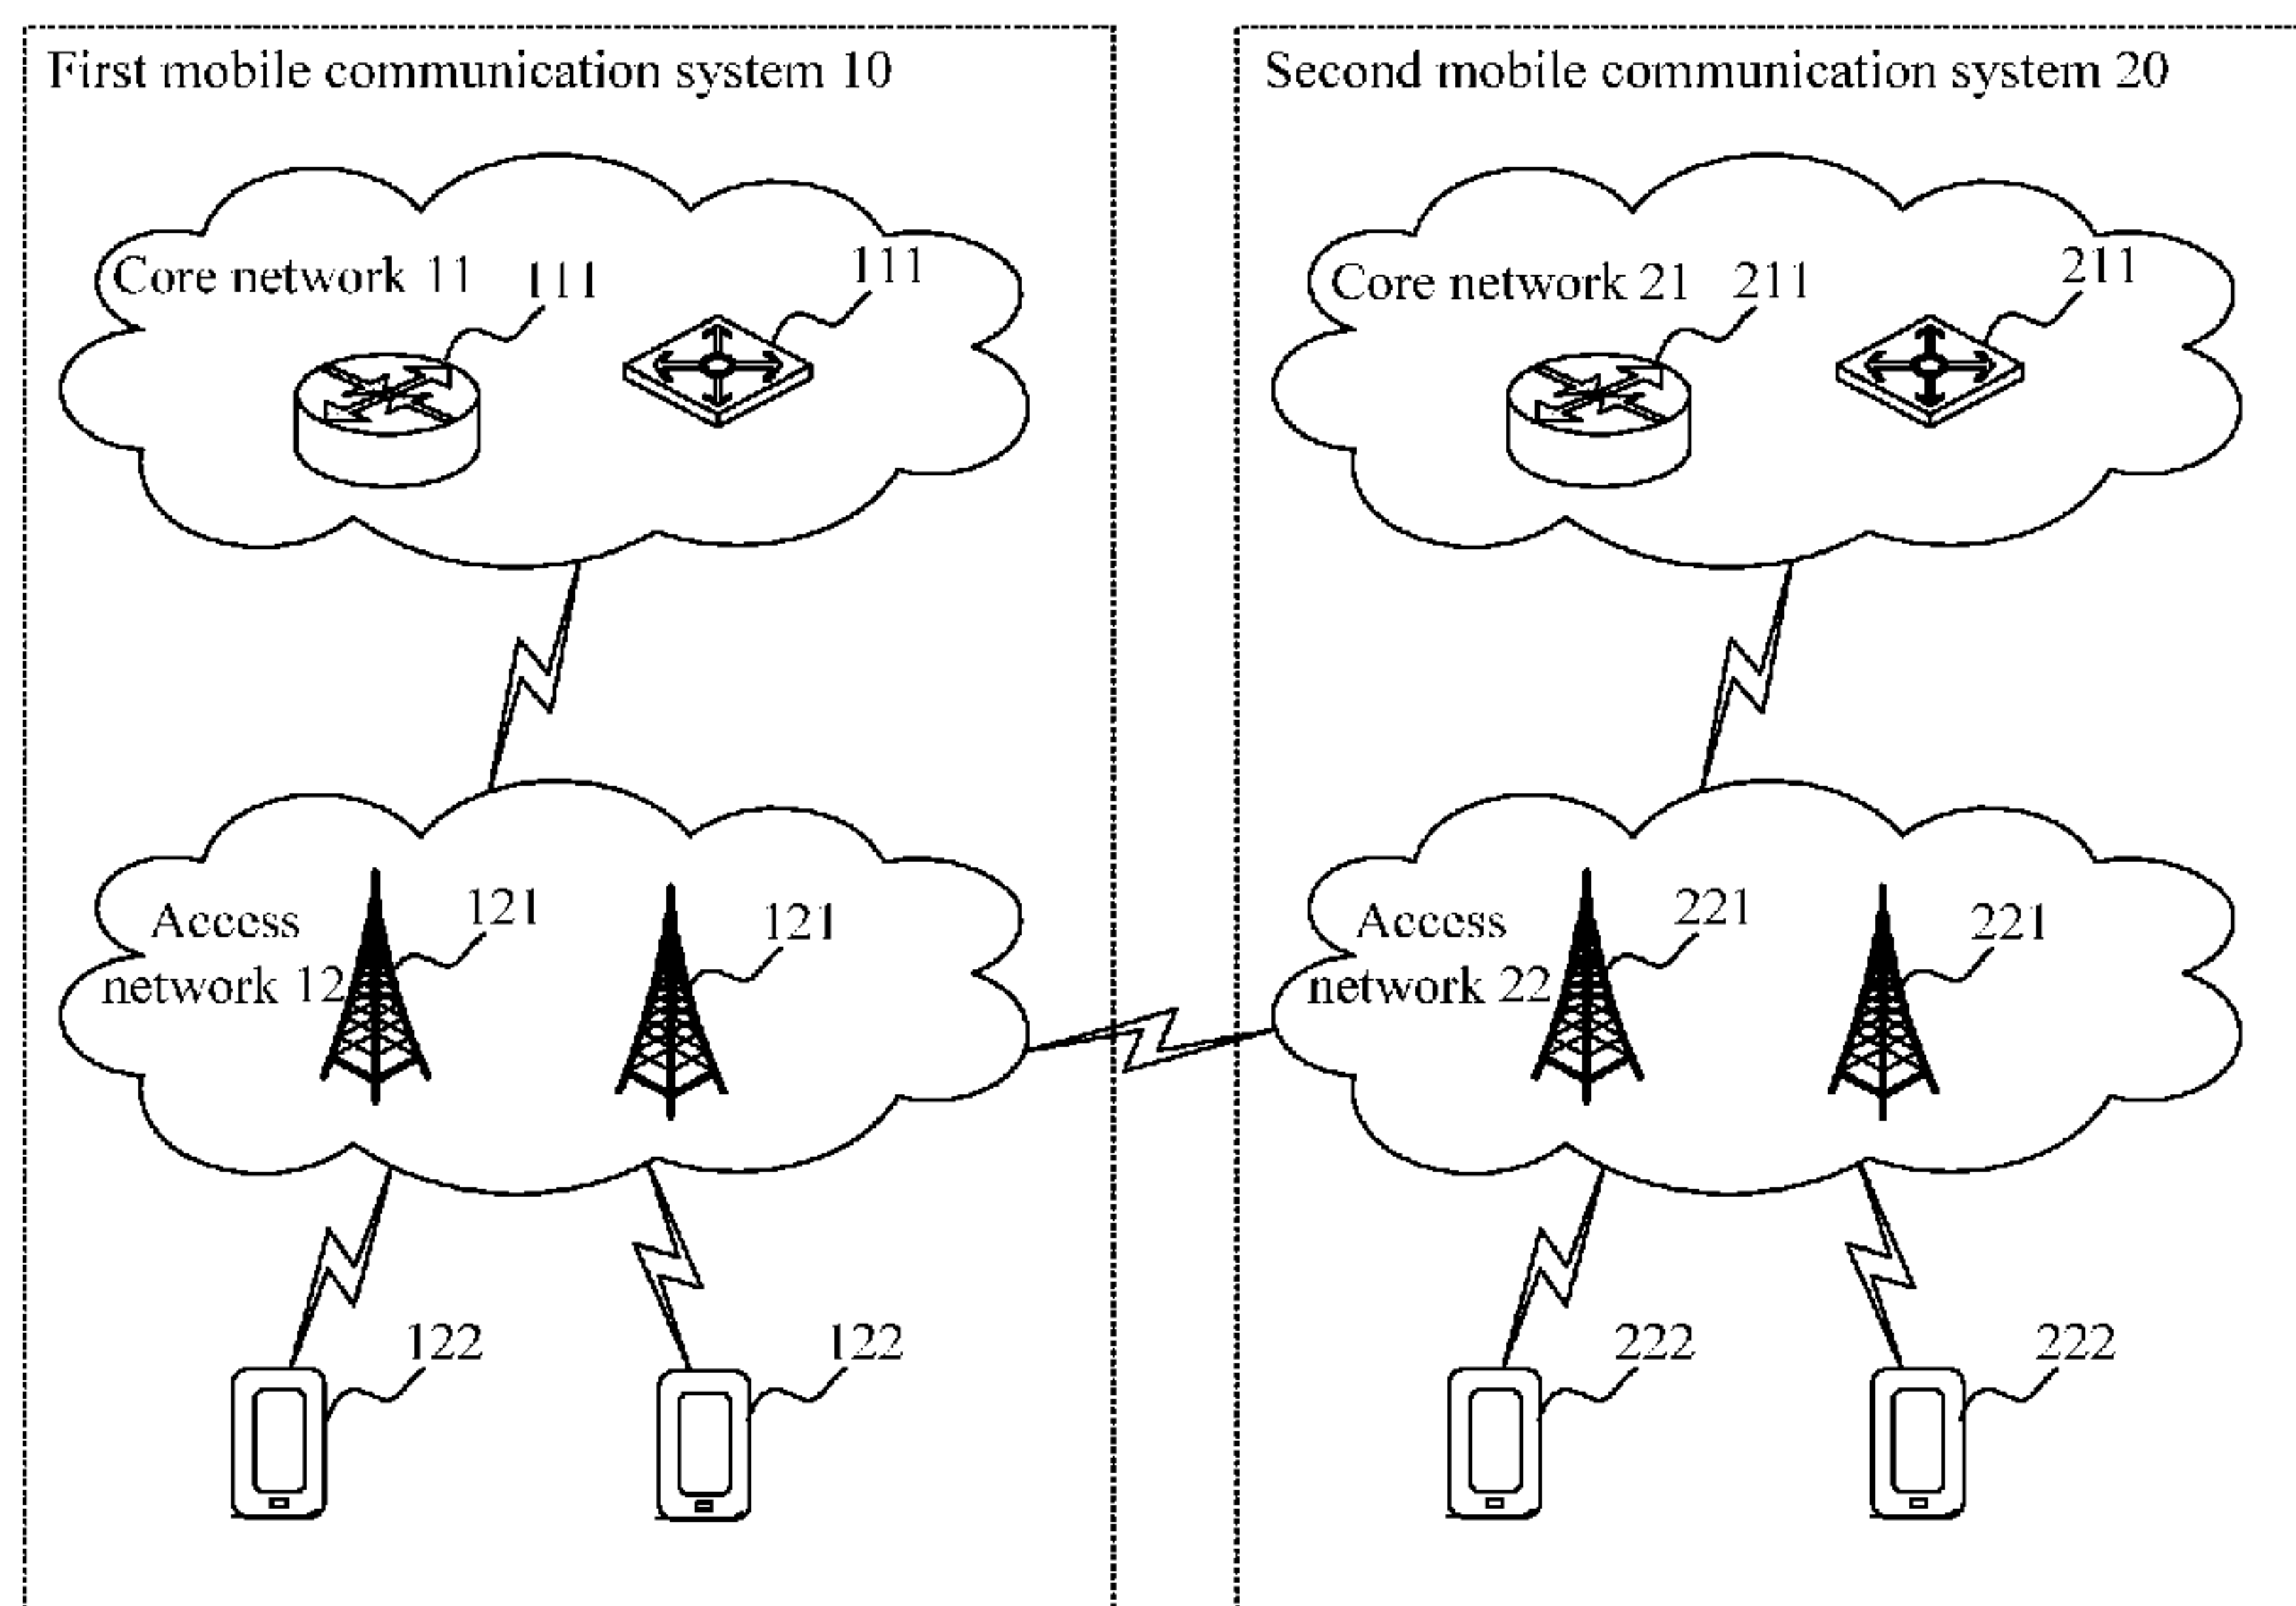 First mobile communication system 10
Core network 11
111
111
Access
network 12
121
121
122
122
Second mobile communication system 20
Core network 21
211
211
Access
network 22
221
221
222
222